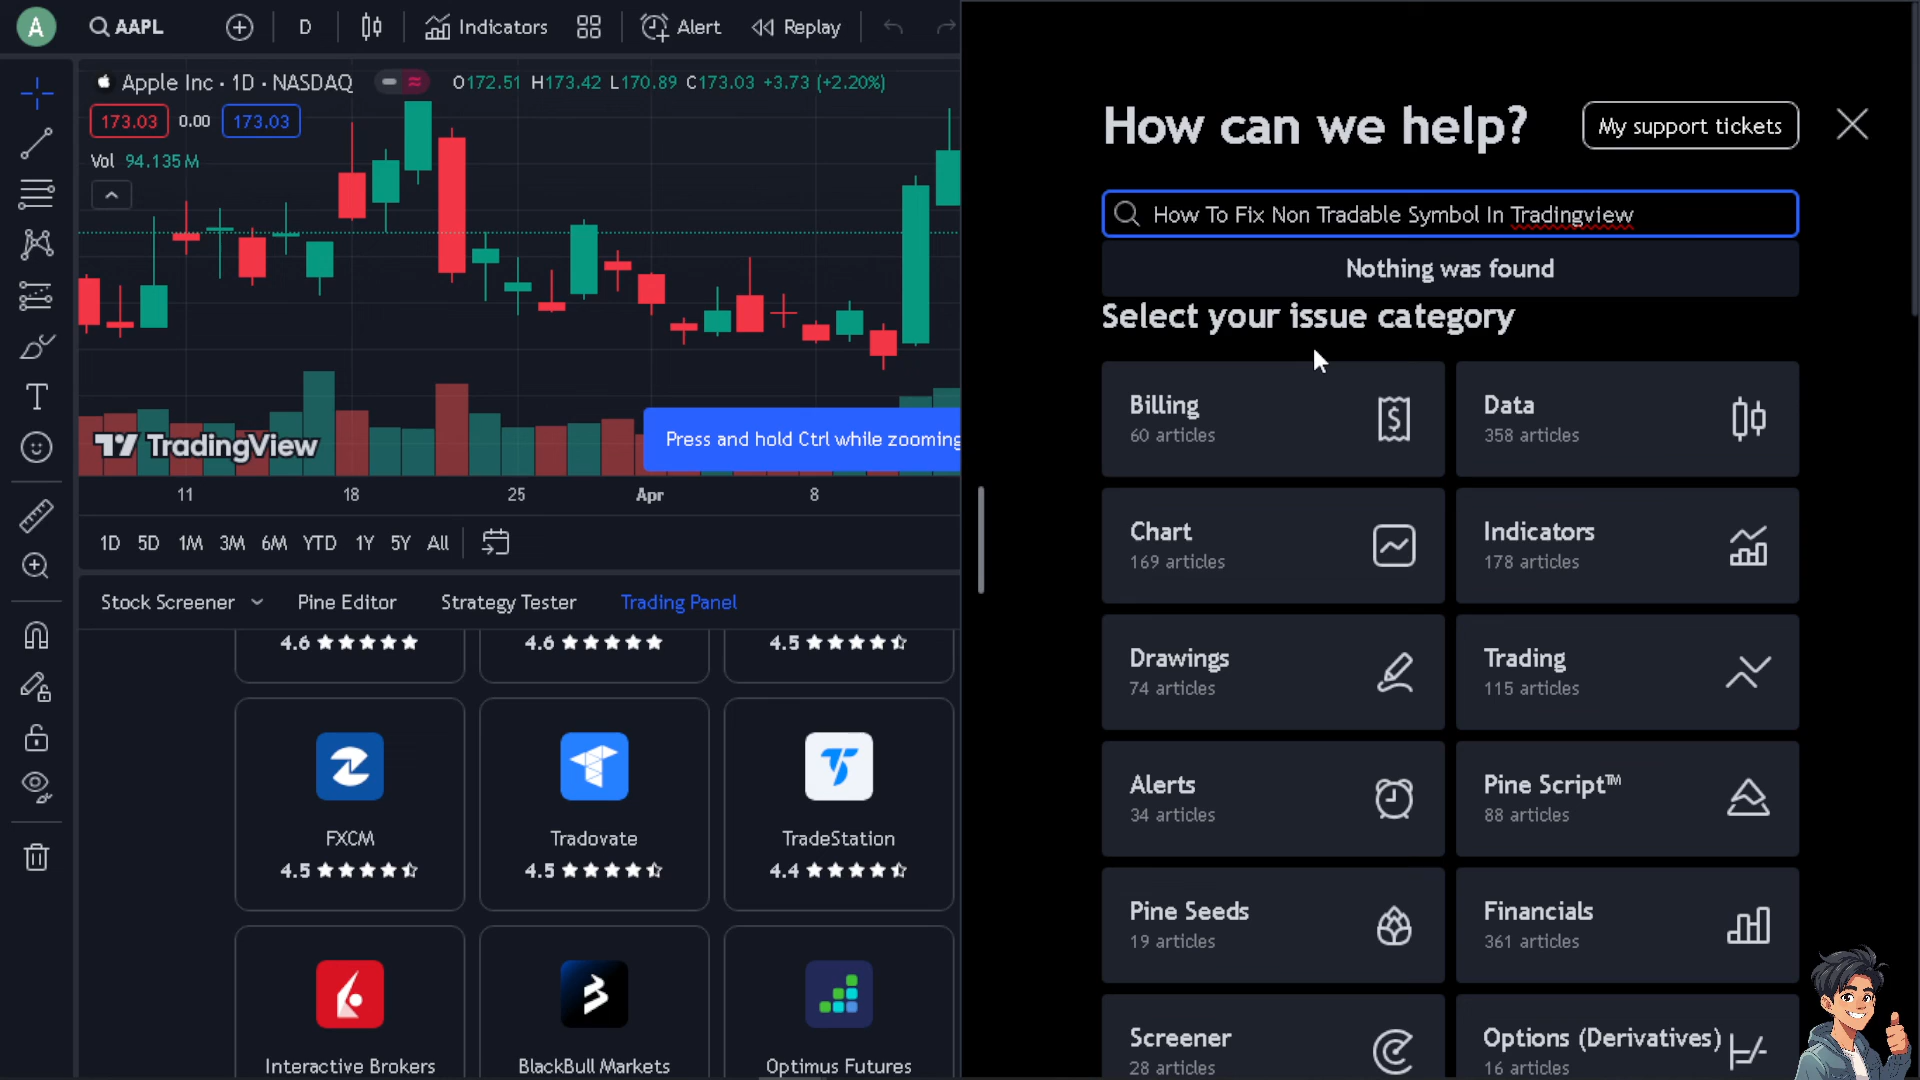 A
AAPL
D
Indicators
Alert
Replay
Apple Inc · 1D · NASDAQ
O172.51 H173.42 L170.89 C173.03 +3.73 (+2.20%)
173.03
0.00
173.03
Vol 94.135 M
TradingView
Press and hold Ctrl while zooming
11
18
25
Apr
8
1D
5D
1M
3M
6M
YTD
1Y
5Y
All
Stock Screener
Pine Editor
Strategy Tester
Trading Panel
4.6
4.6
4.5
FXCM
4.5
Tradovate
4.5
TradeStation
4.4
Interactive Brokers
BlackBull Markets
Optimus Futures
How can we help?
My support tickets
How To Fix Non Tradable Symbol In Tradingview
Nothing was found
Select your issue category
Billing
60 articles
Data
358 articles
Chart
169 articles
Indicators
178 articles
Drawings
74 articles
Trading
115 articles
Alerts
34 articles
Pine Script™
88 articles
Pine Seeds
19 articles
Financials
361 articles
Screener
28 articles
Options (Derivatives)
16 articles